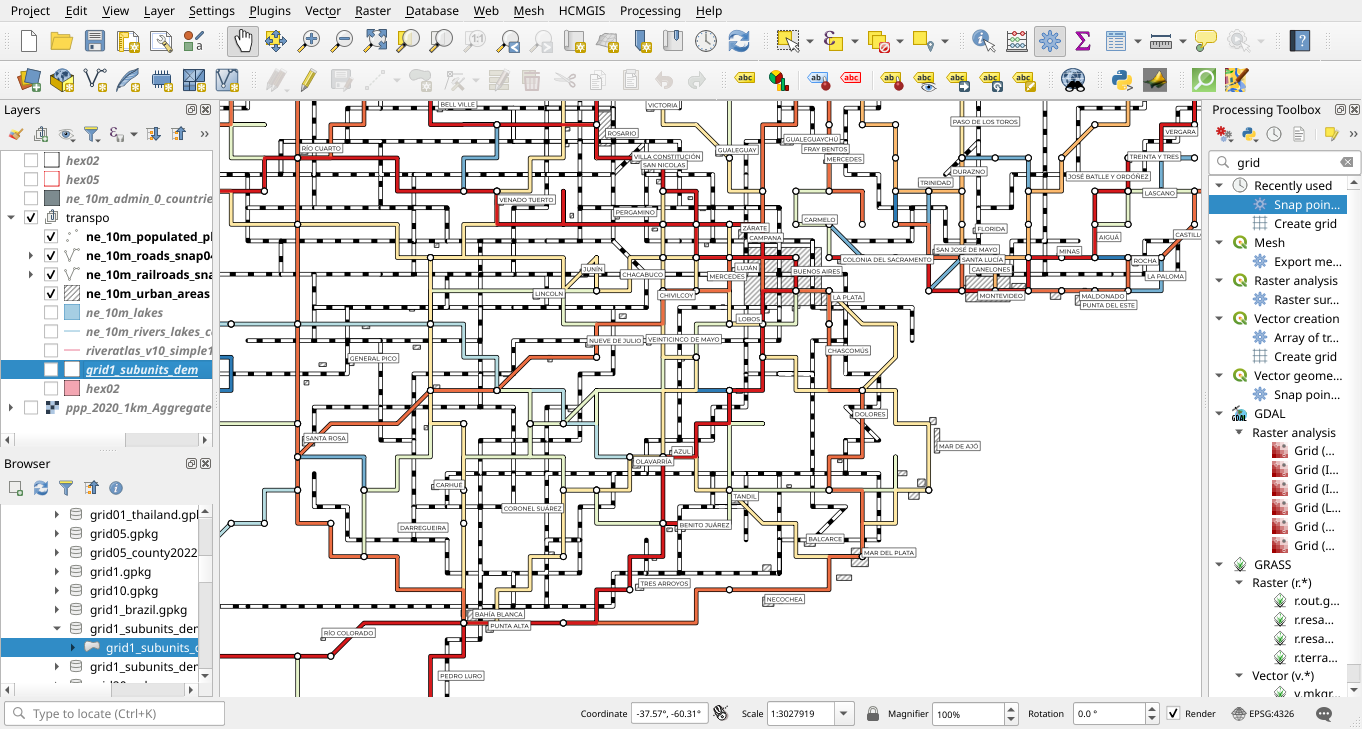 Project Edit View Layer Settings Plugins Vector Raster Database Web Mesh HCMGIS Processing Help
Layers
hex02
hex05
ne_10m_admin_0_countrie
transpo
ne_10m_populated_pl
ne_10m_roads_snap04
ne_10m_railroads_sna
ne_10m_urban_areas
ne_10m_lakes
ne_10m_rivers_lakes_c
riveratlas_v10_simple1
grid1_subunits_dem
hex02
ppp_2020_1km_Aggregate
Browser
grid01_thailand.gpl
grid05.gpkg
grid05_county2022
grid1.gpkg
grid10.gpkg
grid1_brazil.gpkg
grid1_subunits_der
grid1_subunits_d
grid1_subunits_der
BELL VILLE
VICTORIA
PASO DE LOS TOROS
ROSARIO
GUALEGUAYCHÚ
VERGARA
RÍO CUARTO
GUALEGUAY
FRAY BENTOS
VILLA CONSTITUCIÓN
MERCEDES
TREINTA Y TRES
SAN NICOLAS
DURAZNO
JOSÉ BATLLE Y ORDÓÑEZ
TRINIDAD
LASCANO
VENADO TUERTO
PERGAMINO
CARMELO
ZÁRATE
FLORIDA
CAMPANA
AIGUÁ
CASTILL
SAN JOSÉ DE MAYO
MINAS
COLONIA DEL SACRAMENTO
SANTA LUCÍA
ROCHA
JUNÍN
LUJÁN
CANELONES
CHACABUCO
MERCEDES
BUENOS AIRES
LA PALOMA
LINCOLN
CHIVILCOY
LA PLATA
MONTEVIDEO
MALDONADO
PUNTA DEL ESTE
LOBOS
NUEVE DE JULIO
VEINTICINCO DE MAYO
CHASCOMÚS
GENERAL PICO
DOLORES
SANTA ROSA
MAR DE AJÓ
AZUL
OLAVARRÍA
CARHUÉ
TANDIL
CORONEL SUÁREZ
DARREGUEIRA
BENITO JUÁREZ
BALCARCE
MAR DEL PLATA
TRES ARROYOS
NECOCHEA
BAHÍA BLANCA
PUNTA ALTA
RÍO COLORADO
PEDRO LURO
Processing Toolbox
grid
Recently used
Snap poin...
Create grid
Mesh
Export me...
Raster analysis
Raster sur...
Vector creation
Array of tr...
Create grid
Vector geome...
Snap poin...
GDAL
Raster analysis
Grid (...
Grid (I...
Grid (I...
Grid (L...
Grid (...
Grid (...
GRASS
Raster (r.*)
r.out.g...
r.resa...
r.resa...
r.terra...
Vector (v.*)
v.mkgr...
Type to locate (Ctrl+K) Coordinate -37.57°, -60.31° Scale 1:3027919 Magnifier 100% Rotation 0.0 ° Render EPSG:4326